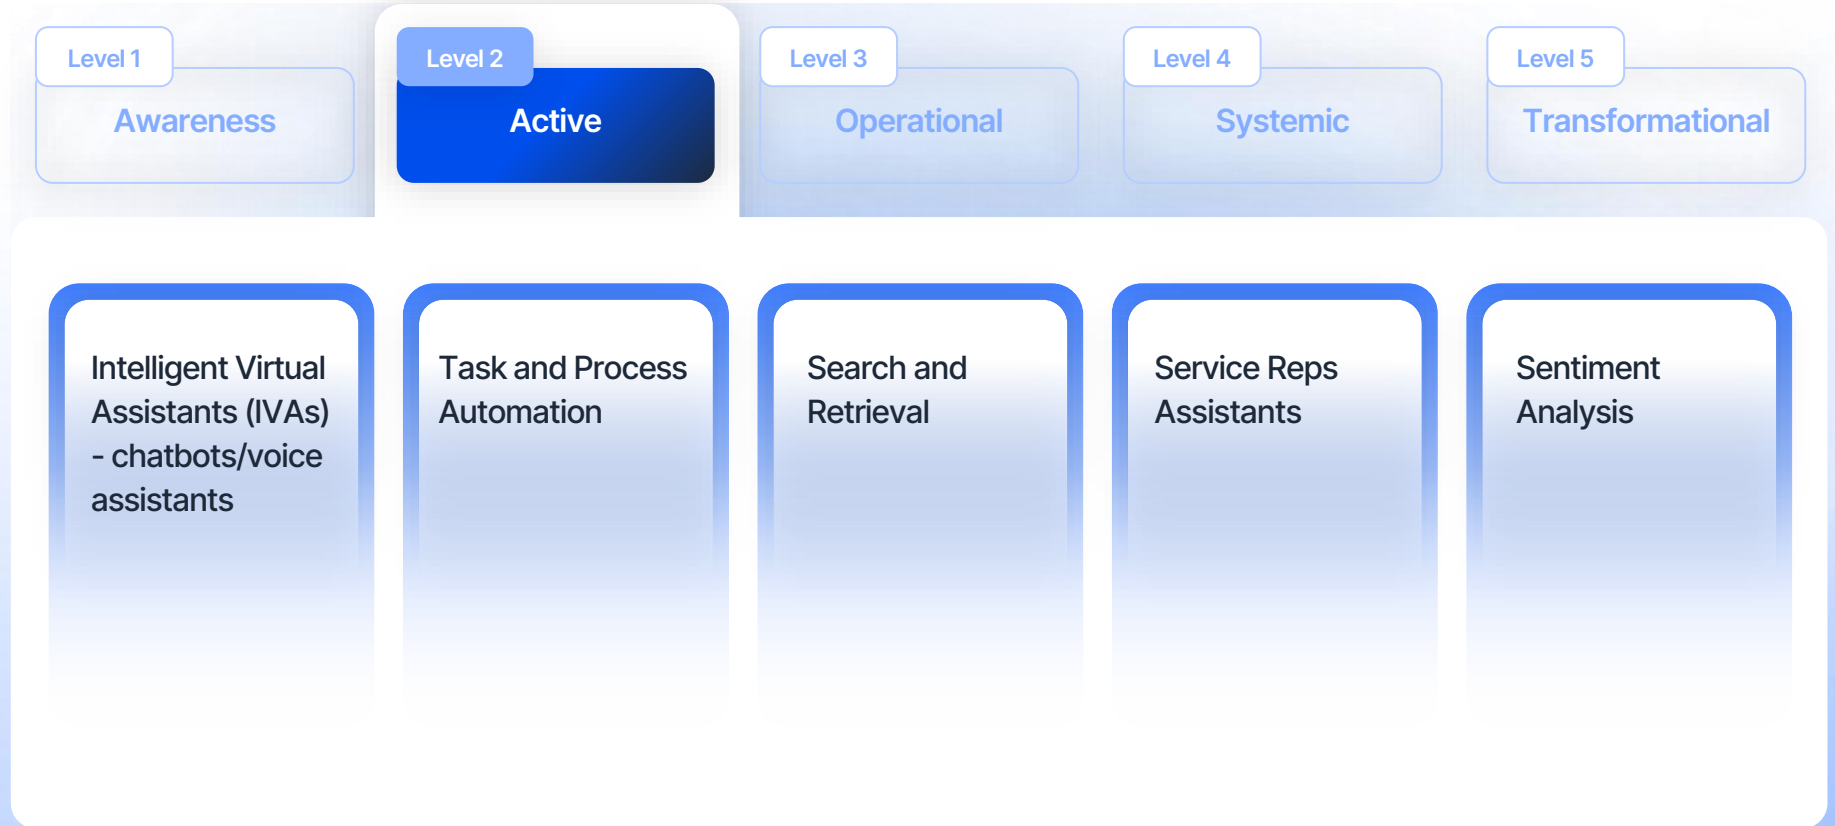 Level 1
Awareness
Level 2
Active
Level 3
Operational
Level 4
Systemic
Level 5
Transformational
Intelligent Virtual
Assistants (IVAs)
- chatbots/voice
assistants
Task and Process
Automation
Search and
Retrieval
Service Reps
Assistants
Sentiment
Analysis